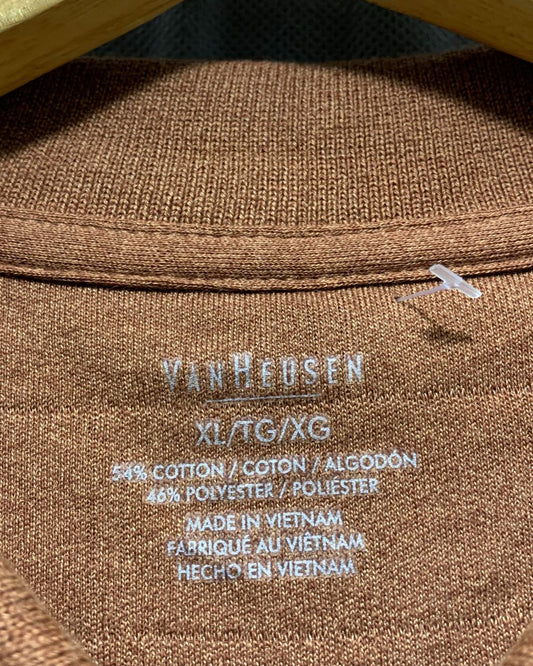 VANHEUSEN
XL/TG/XG
54% COTTON / COTON / ALGODÓN
46% POLYESTER / POLIESTER
MADE IN VIETNAM
FABRIQUÉ AU VIÊTNAM
HECHO EN VIETNAM